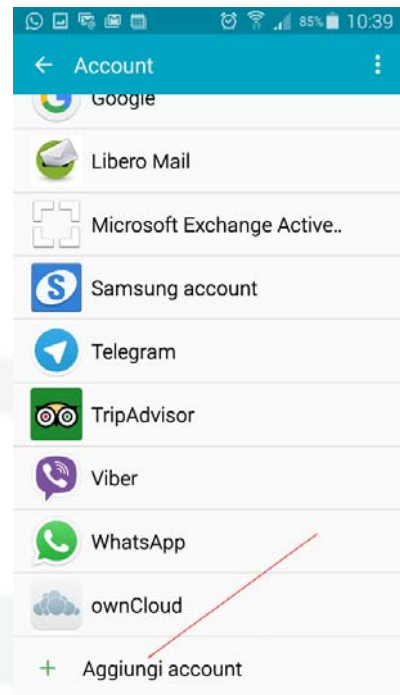 85% 10:39
Account
Google
Libero Mail
Microsoft Exchange Active..
Samsung account
Telegram
TripAdvisor
Viber
WhatsApp
ownCloud
+ Aggiungi account